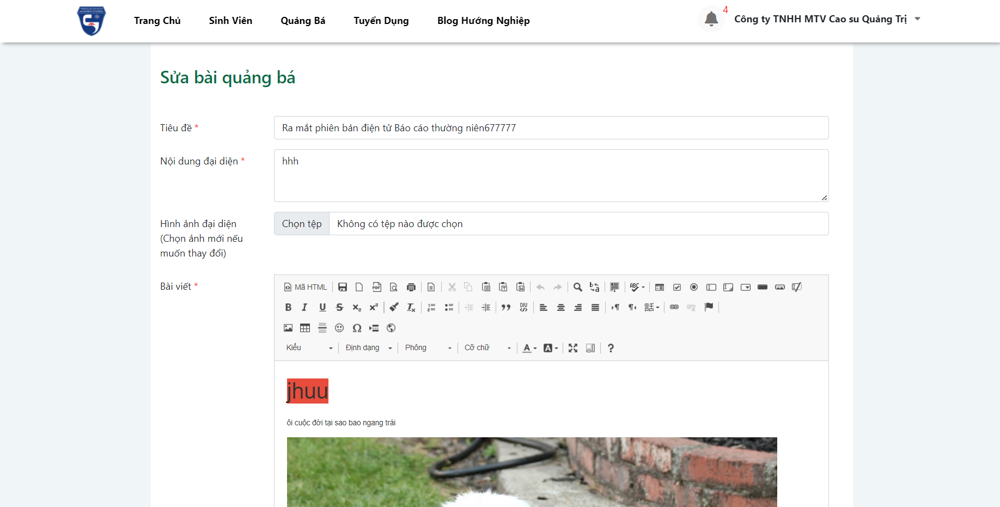 Trang Chủ Sinh Viên Quảng Bá Tuyển Dụng Blog Hướng Nghiệp 4 Công ty TNHH MTV Cao su Quảng Trị
Sửa bài quảng bá
Tiêu đề * Ra mắt phiên bản điện tử Báo cáo thường niên677777
Nội dung đại diện * hhh
Hình ảnh đại diện Chọn tệp Không có tệp nào được chọn
(Chọn ảnh mới nếu
muốn thay đổi)
Bài viết * Mã HTML
Kiểu Định dạng Phông Cỡ chữ
jhuu
ôi cuộc đời tại sao bao ngang trái